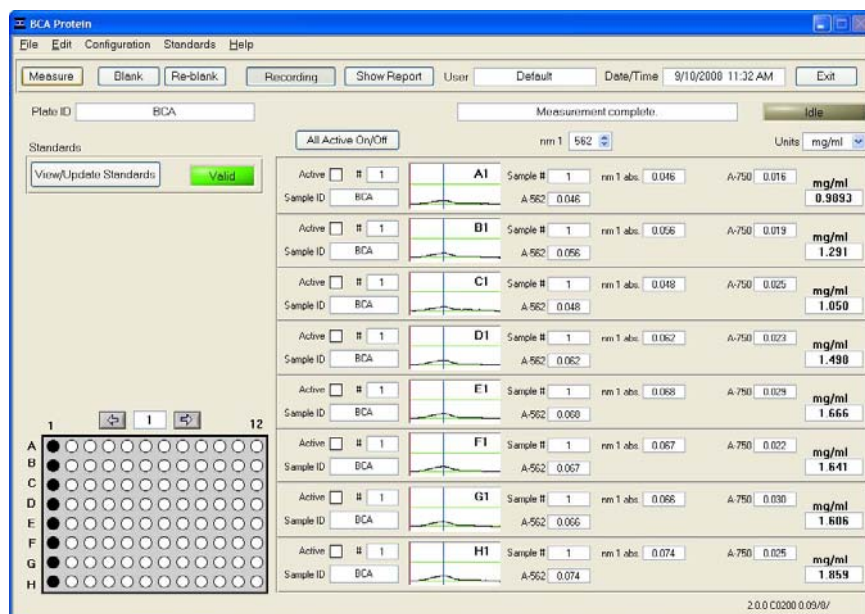 BCA Protein
File Edit Configuration Standards Help
Measure Blank Re-blank Recording Show Report User Default Date/Time 9/10/2008 11:32 AM Exit
Plate ID BCA Measurement complete. Idle
All Active On/Off nm 1 562 Units mg/ml
Standards
View/Update Standards Valid
Active # 1 A1 Sample # 1 nm 1 abs. 0.046 A-750 0.016 mg/ml
Sample ID BCA A-562 0.046 0.9893
Active # 1 B1 Sample # 1 nm 1 abs. 0.056 A-750 0.019 mg/ml
Sample ID BCA A-562 0.056 1.291
Active # 1 C1 Sample # 1 nm 1 abs. 0.048 A-750 0.025 mg/ml
Sample ID BCA A-562 0.048 1.050
Active # 1 D1 Sample # 1 nm 1 abs. 0.062 A-750 0.023 mg/ml
Sample ID BCA A-562 0.062 1.498
Active # 1 E1 Sample # 1 nm 1 abs. 0.068 A-750 0.029 mg/ml
Sample ID BCA A-562 0.068 1.666
Active # 1 F1 Sample # 1 nm 1 abs. 0.067 A-750 0.022 mg/ml
Sample ID BCA A-562 0.067 1.641
Active # 1 G1 Sample # 1 nm 1 abs. 0.066 A-750 0.030 mg/ml
Sample ID BCA A-562 0.066 1.606
Active # 1 H1 Sample # 1 nm 1 abs. 0.074 A-750 0.025 mg/ml
Sample ID BCA A-562 0.074 1.859
1 1 12
A
B
C
D
E
F
G
H
2.0.0 C0200 0.09/0/